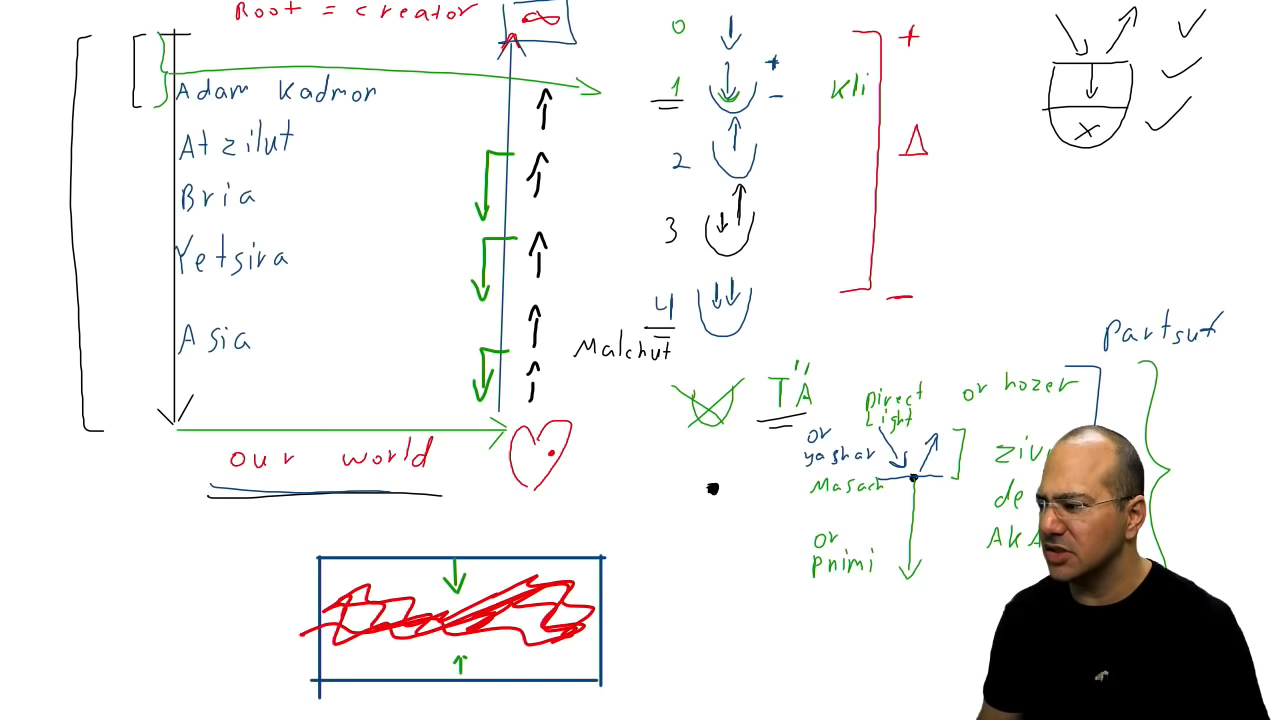 Root = creator
∞
Adam Kadmon
Atzilut
Bria
Yetsira
Asia
our world
0
1
2
3
4
+
-
Kli
+
Δ
-
Malchut
T"A
Direct
Light
or hozer
or
yashar
Masach
or
pnimi
de
Partsuf